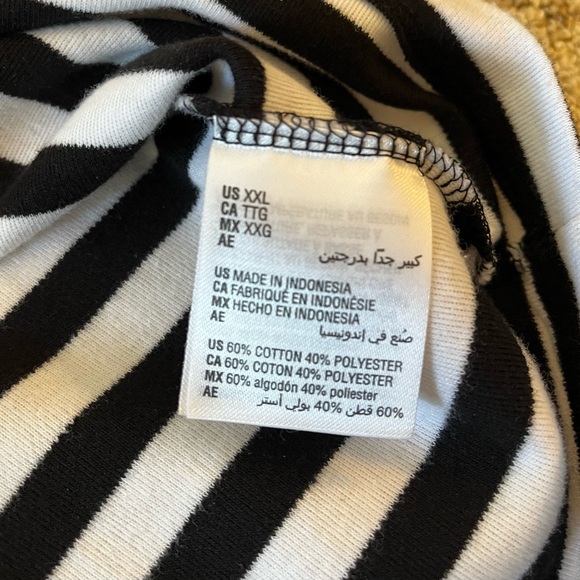 US XXL
CA TTG
MX XXG
AE
كبير جدًا بدرجتين
US MADE IN INDONESIA
CA FABRIQUÉ EN INDONÉSIE
MX HECHO EN INDONESIA
AE
صُنع في إندونيسيا
US 60% COTTON 40% POLYESTER
CA 60% COTON 40% POLYESTER
MX 60% algodón 40% poliester
AE
60% قطن 40% بولي أستر